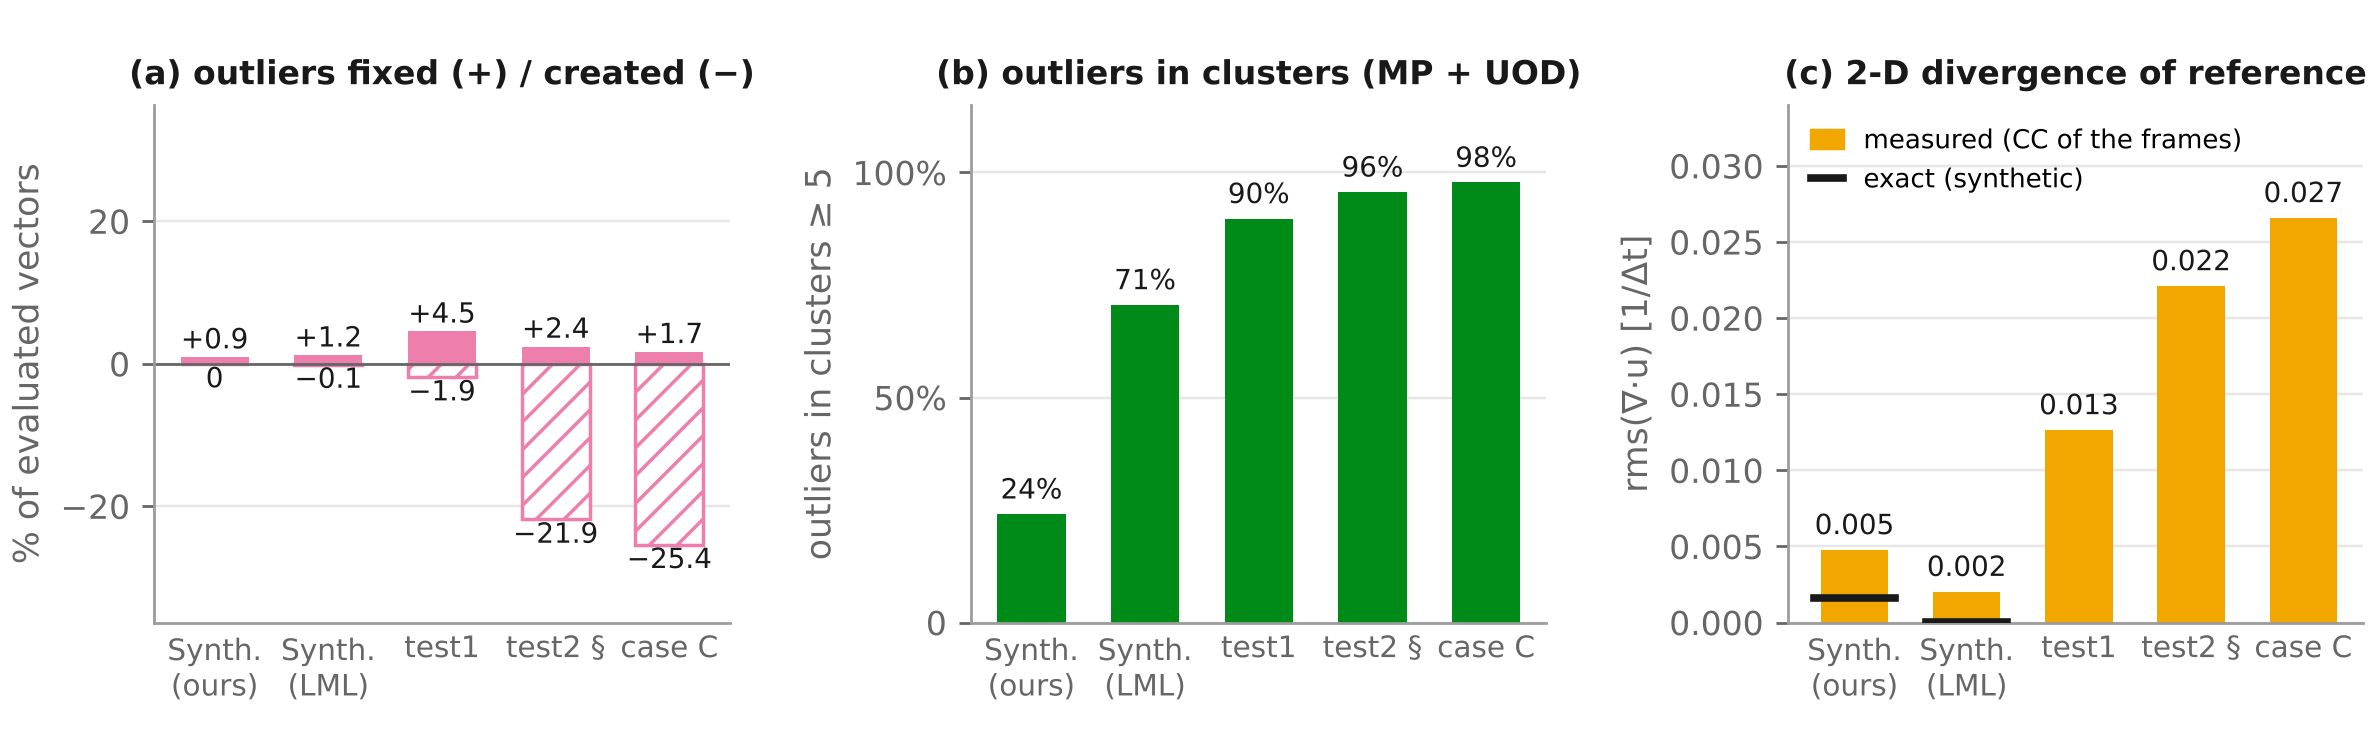 (a) outliers fixed (+) / created (−)
% of evaluated vectors
20
0
−20
+0.9
0
+1.2
−0.1
+4.5
−1.9
+2.4
−21.9
+1.7
−25.4
Synth.
(ours)
Synth.
(LML)
test1
test2 §
case C
(b) outliers in clusters (MP + UOD)
outliers in clusters ≥ 5
100%
50%
0
24%
71%
90%
96%
98%
Synth.
(ours)
Synth.
(LML)
test1
test2 §
case C
(c) 2-D divergence of reference
measured (CC of the frames)
exact (synthetic)
rms(∇·u) [1/Δt]
0.030
0.025
0.020
0.015
0.010
0.005
0.000
0.005
0.002
0.013
0.022
0.027
Synth.
(ours)
Synth.
(LML)
test1
test2 §
case C